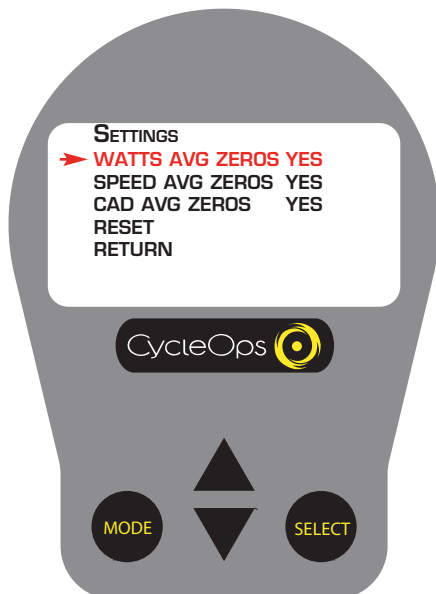 SETTINGS
WATTS AVG ZEROS YES
SPEED AVG ZEROS YES
CAD AVG ZEROS YES
RESET
RETURN
CycleOps
MODE
SELECT